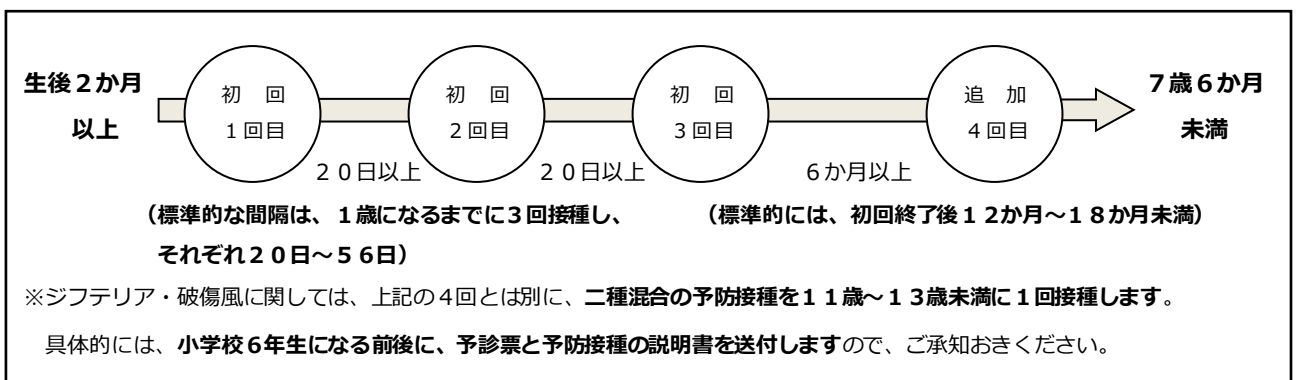 生後２か月
以上
初　回
１回目
初　回
２回目
初　回
３回目
追　加
４回目
７歳６か月
未満
２０日以上
２０日以上
６か月以上
（標準的な間隔は、１歳になるまでに３回接種し、
それぞれ２０日～５６日）
（標準的には、初回終了後１２か月～１８か月未満）
※ジフテリア・破傷風に関しては、上記の４回とは別に、二種混合の予防接種を１１歳～１３歳未満に１回接種します。
具体的には、小学校６年生になる前後に、予診票と予防接種の説明書を送付しますので、ご承知おきください。